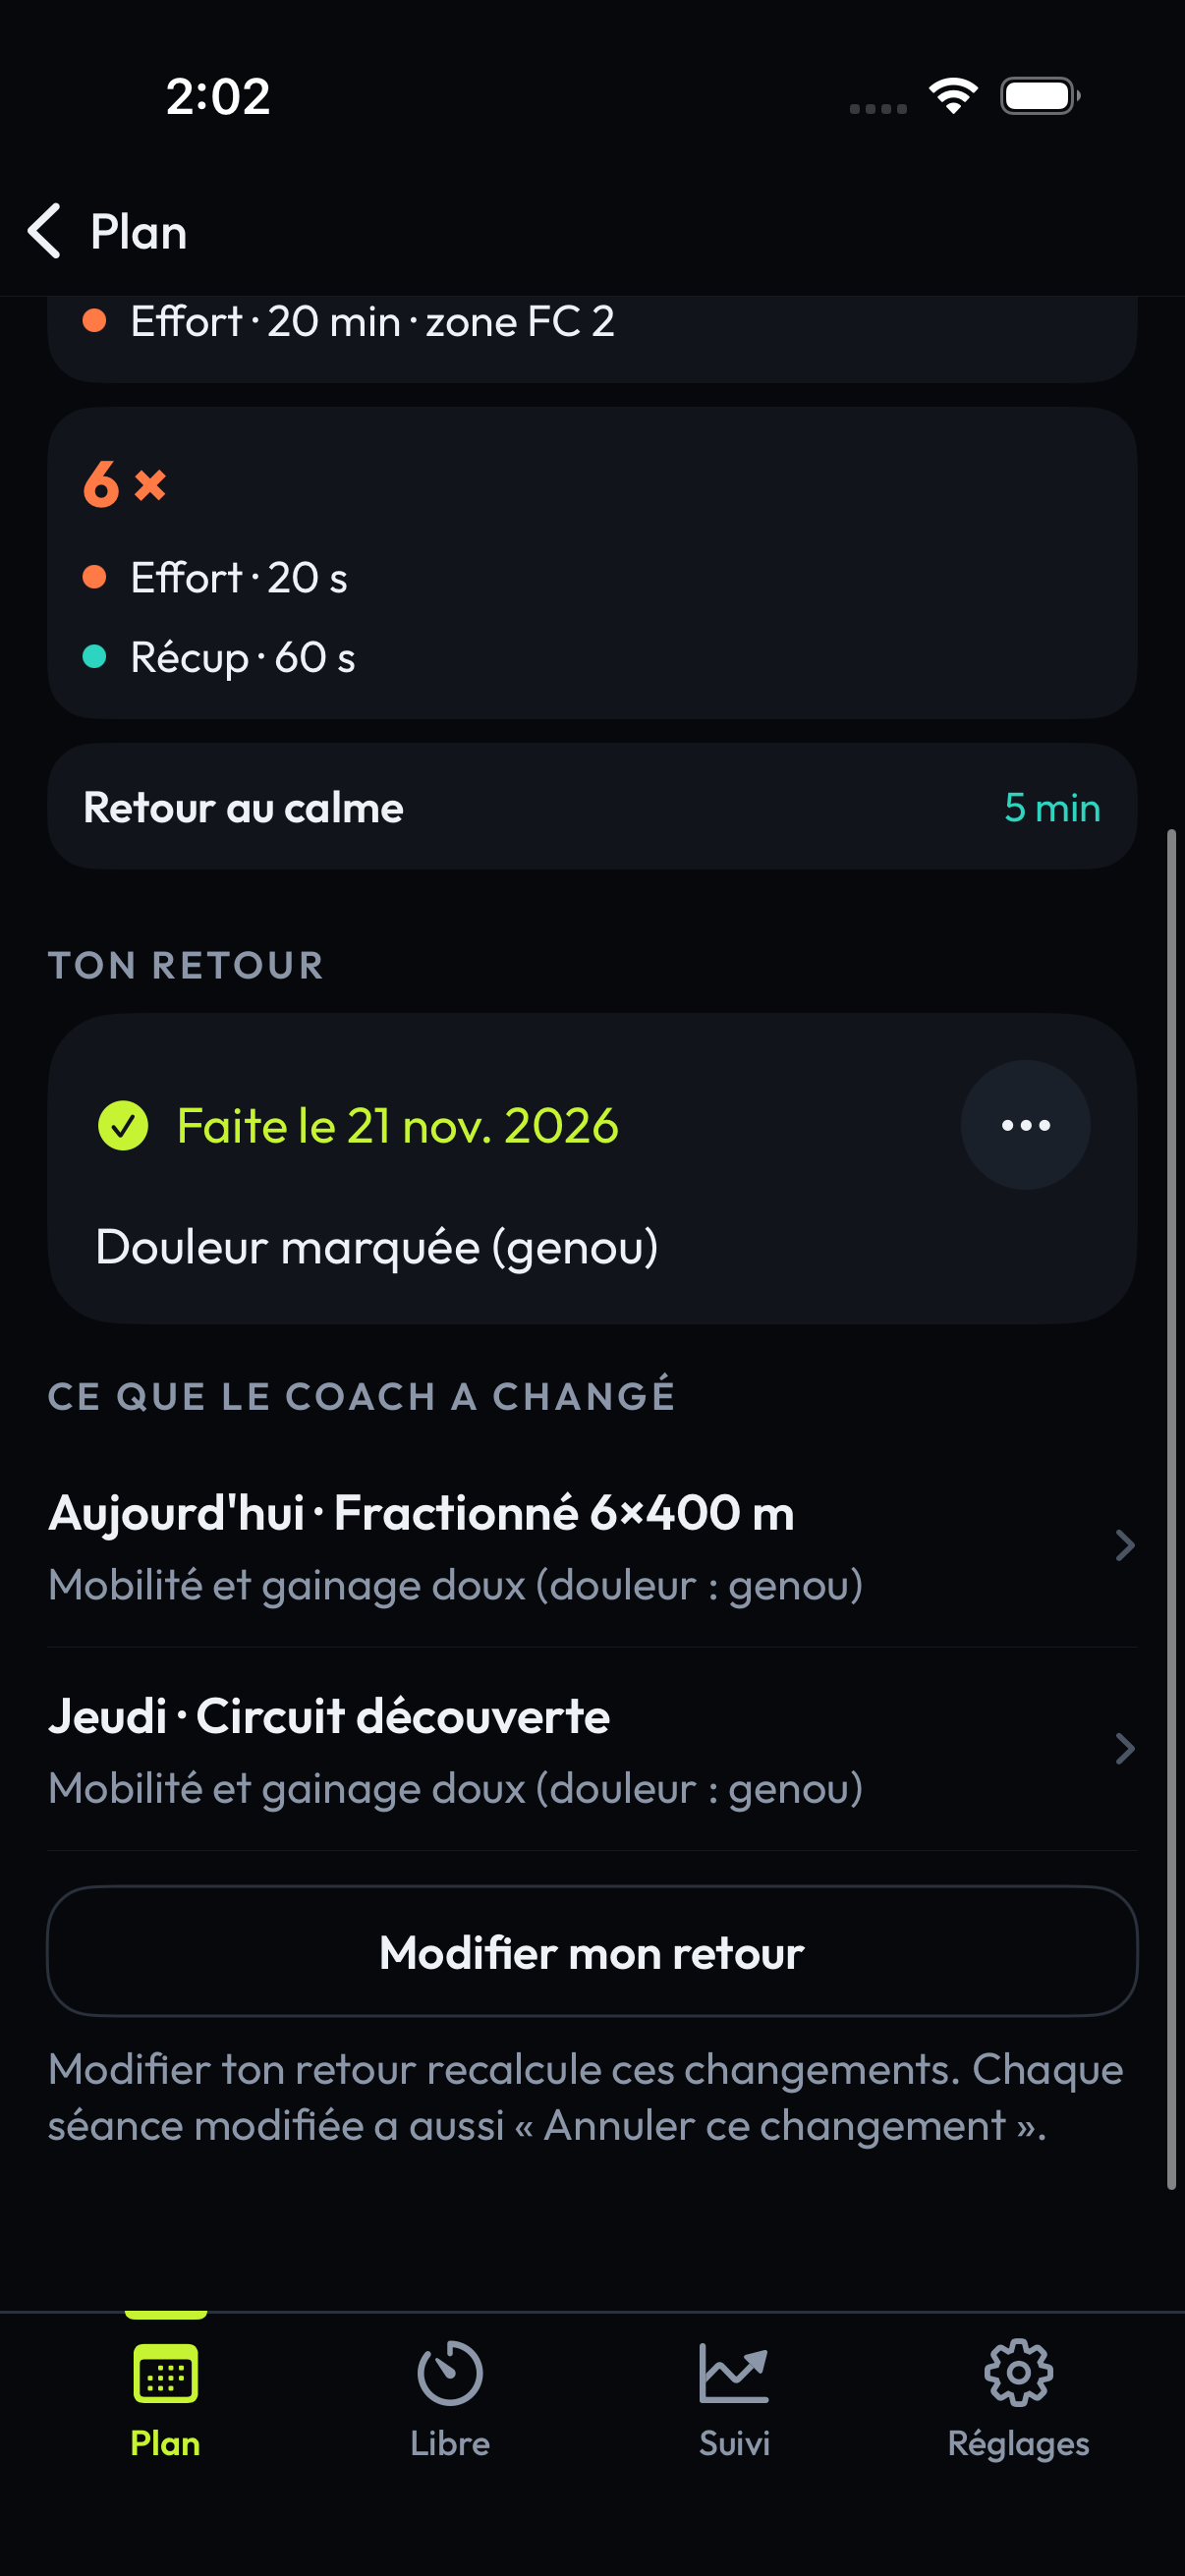 2:02
Plan
Effort · 20 min · zone FC 2
6 ×
Effort · 20 s
Récup · 60 s
Retour au calme
5 min
TON RETOUR
Faite le 21 nov. 2026
Douleur marquée (genou)
CE QUE LE COACH A CHANGÉ
Aujourd'hui · Fractionné 6×400 m
Mobilité et gainage doux (douleur : genou)
Jeudi · Circuit découverte
Mobilité et gainage doux (douleur : genou)
Modifier mon retour
Modifier ton retour recalcule ces changements. Chaque
séance modifiée a aussi « Annuler ce changement ».
Plan
Libre
Suivi
Réglages